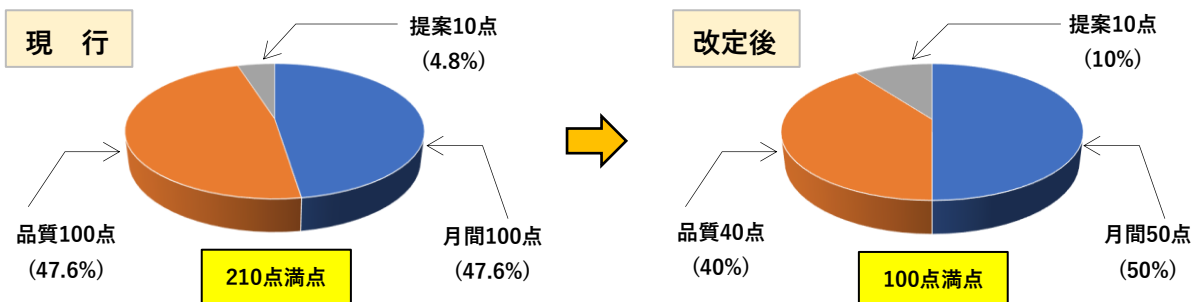 現　行
提案10点
(4.8%)
品質100点
(47.6%)
210点満点
月間100点
(47.6%)
改定後
提案10点
(10%)
品質40点
(40%)
100点満点
月間50点
(50%)